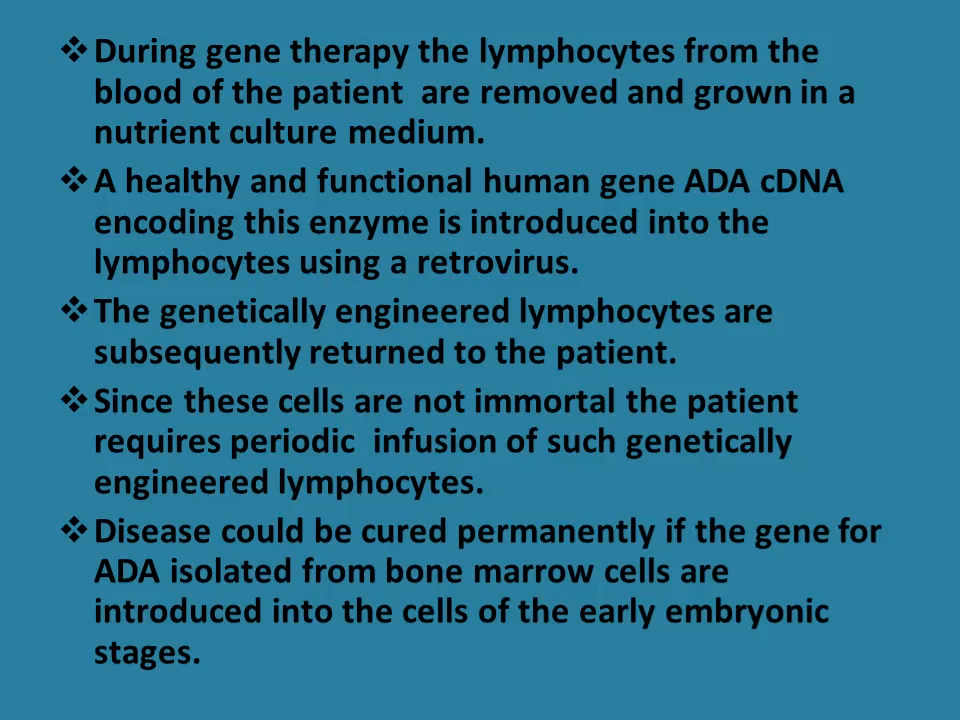 ❖During gene therapy the lymphocytes from the
blood of the patient  are removed and grown in a
nutrient culture medium.
❖A healthy and functional human gene ADA cDNA
encoding this enzyme is introduced into the
lymphocytes using a retrovirus.
❖The genetically engineered lymphocytes are
subsequently returned to the patient.
❖Since these cells are not immortal the patient
requires periodic  infusion of such genetically
engineered lymphocytes.
❖Disease could be cured permanently if the gene for
ADA isolated from bone marrow cells are
introduced into the cells of the early embryonic
stages.